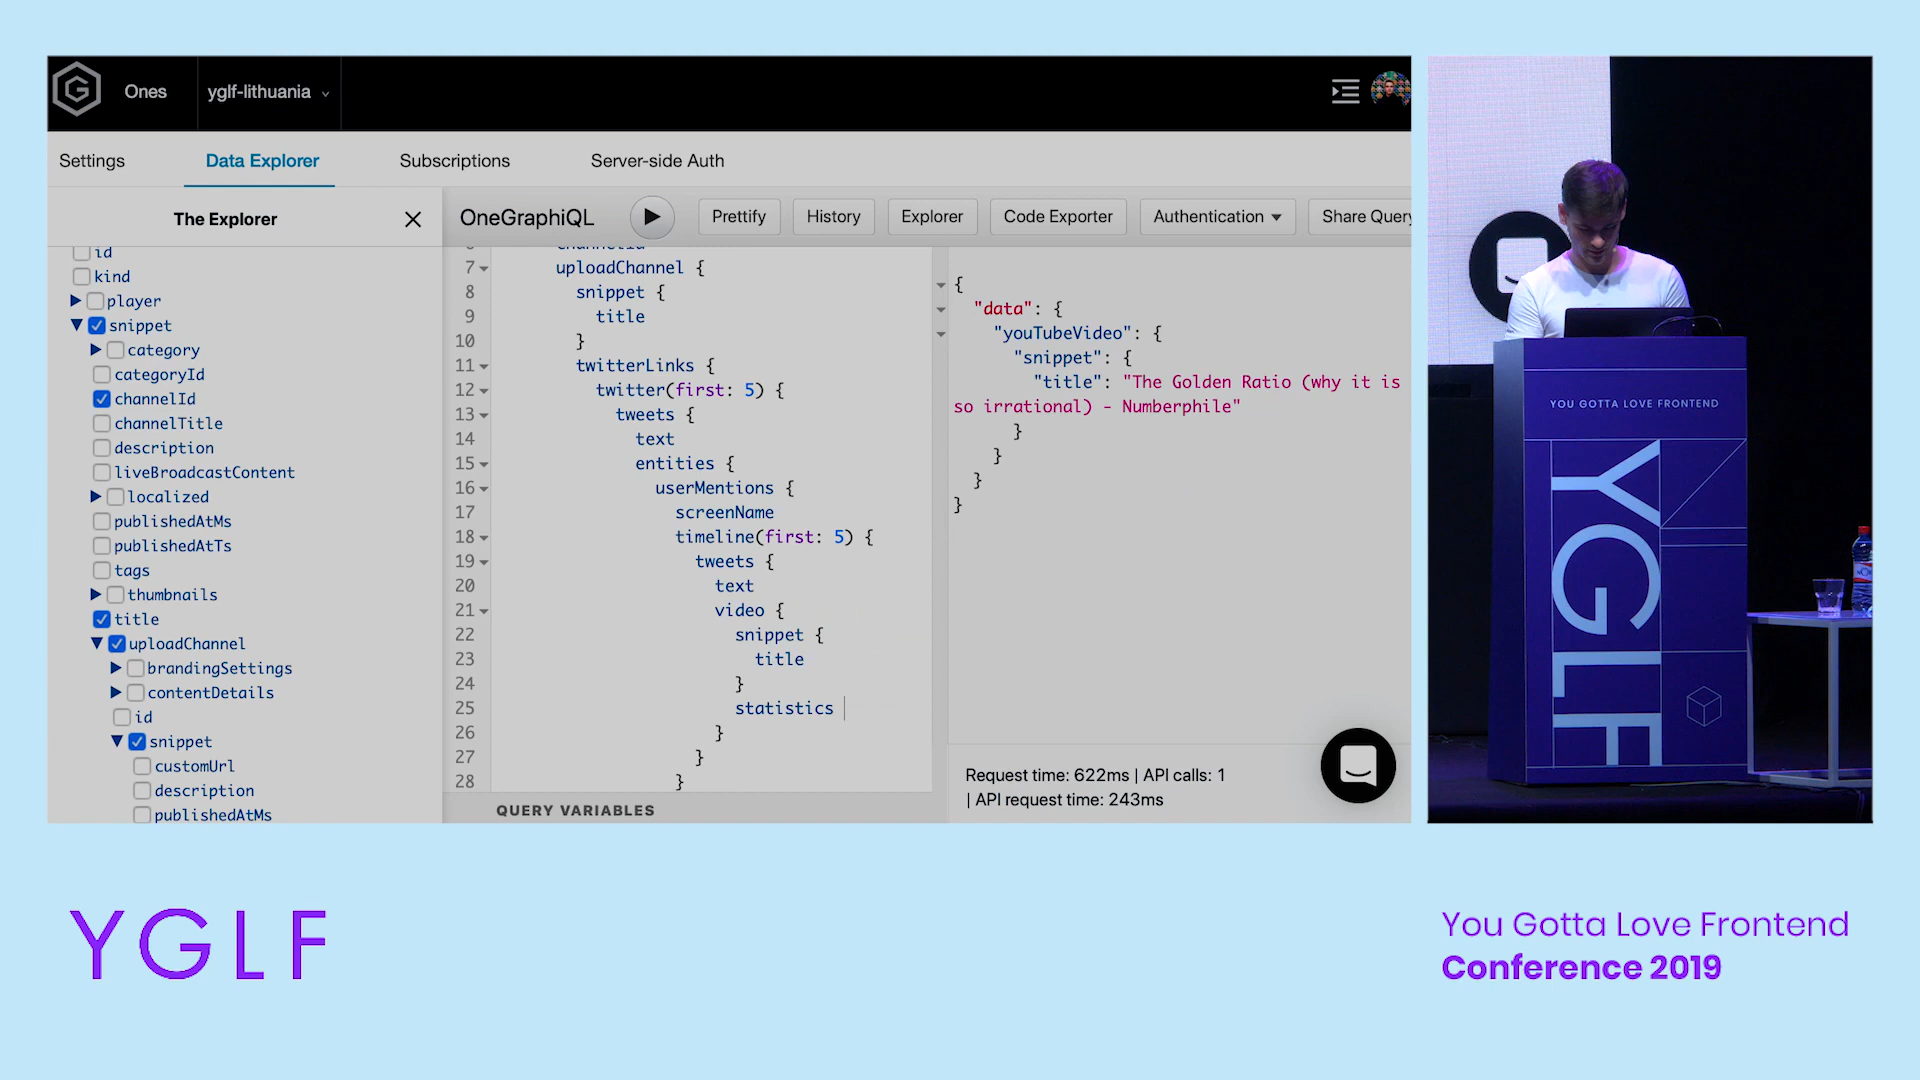 Ones
yglf-lithuania
Settings
Data Explorer
Subscriptions
Server-side Auth
The Explorer
OneGraphiQL
Prettify
History
Explorer
Code Exporter
Authentication
Share Query
id
kind
player
snippet
category
categoryId
channelId
channelTitle
description
liveBroadcastContent
localized
publishedAtMs
publishedAtTs
tags
thumbnails
title
uploadChannel
brandingSettings
contentDetails
id
snippet
customUrl
description
publishedAtMs
channelId
7 uploadChannel {
8 snippet {
9 title
10 }
11 twitterLinks {
12 twitter(first: 5) {
13 tweets {
14 text
15 entities {
16 userMentions {
17 screenName
18 timeline(first: 5) {
19 tweets {
20 text
21 video {
22 snippet {
23 title
24 }
25 statistics
26 }
27 }
28 }
QUERY VARIABLES
{
"data": {
"youTubeVideo": {
"snippet": {
"title": "The Golden Ratio (why it is
so irrational) - Numberphile"
}
}
}
}
Request time: 622ms | API calls: 1
| API request time: 243ms
YOU GOTTA LOVE FRONTEND
YGLF
YGLF
You Gotta Love Frontend
Conference 2019